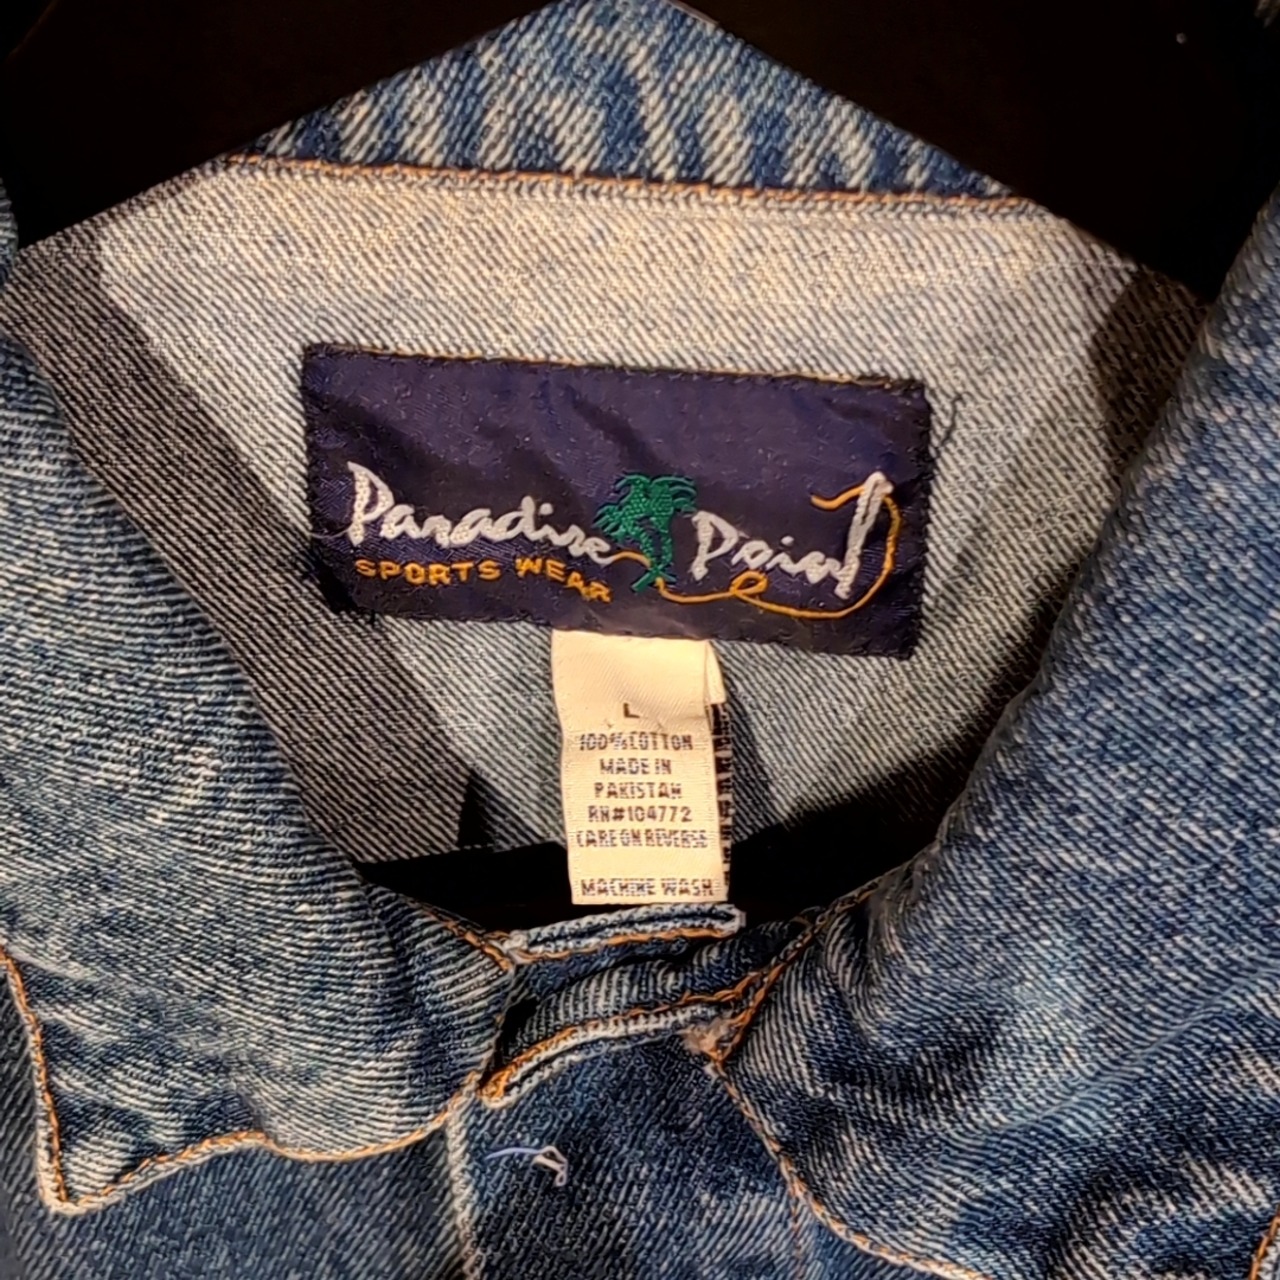 Paradise Point
SPORTS WEAR
L
100% COTTON
MADE IN
PAKISTAN
RN#104772
CARE ON REVERSE
MACHINE WASH